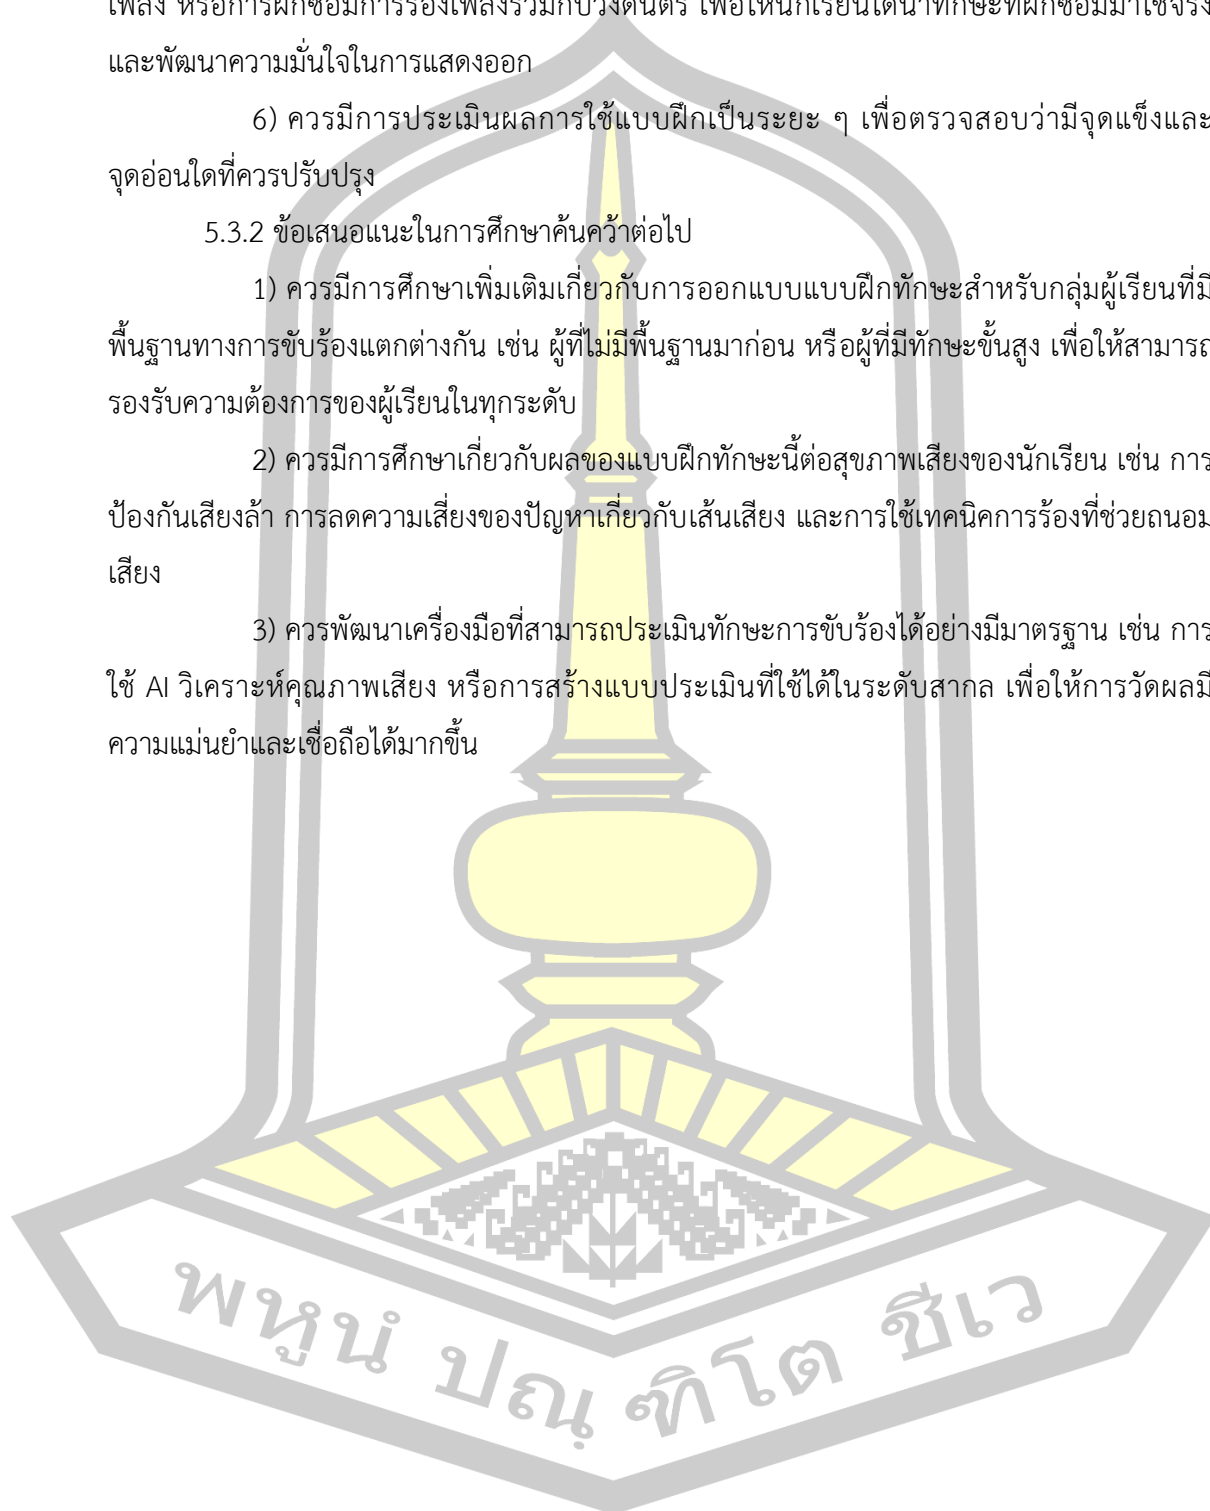 เพลง หรือการฝึกซ้อมการร้องเพลงร่วมกับวงดนตรี เพื่อให้นักเรียนได้นำทักษะที่ฝึกซ้อมมาใช้จริง
และพัฒนาความมั่นใจในการแสดงออก
6) ควรมีการประเมินผลการใช้แบบฝึกเป็นระยะ ๆ เพื่อตรวจสอบว่ามีจุดแข็งและ
จุดอ่อนใดที่ควรปรับปรุง
5.3.2 ข้อเสนอแนะในการศึกษาค้นคว้าต่อไป
1) ควรมีการศึกษาเพิ่มเติมเกี่ยวกับการออกแบบแบบฝึกทักษะสำหรับกลุ่มผู้เรียนที่มี
พื้นฐานทางการขับร้องแตกต่างกัน เช่น ผู้ที่ไม่มีพื้นฐานมาก่อน หรือผู้ที่มีทักษะขั้นสูง เพื่อให้สามารถ
รองรับความต้องการของผู้เรียนในทุกระดับ
2) ควรมีการศึกษาเกี่ยวกับผลของแบบฝึกทักษะนี้ต่อสุขภาพเสียงของนักเรียน เช่น การ
ป้องกันเสียงล้า การลดความเสี่ยงของปัญหาเกี่ยวกับเส้นเสียง และการใช้เทคนิคการร้องที่ช่วยถนอม
เสียง
3) ควรพัฒนาเครื่องมือที่สามารถประเมินทักษะการขับร้องได้อย่างมีมาตรฐาน เช่น การ
ใช้ AI วิเคราะห์คุณภาพเสียง หรือการสร้างแบบประเมินที่ใช้ได้ในระดับสากล เพื่อให้การวัดผลมี
ความแม่นยำและเชื่อถือได้มากขึ้น
พหูนํ ปณฺฑิโต ชีเว